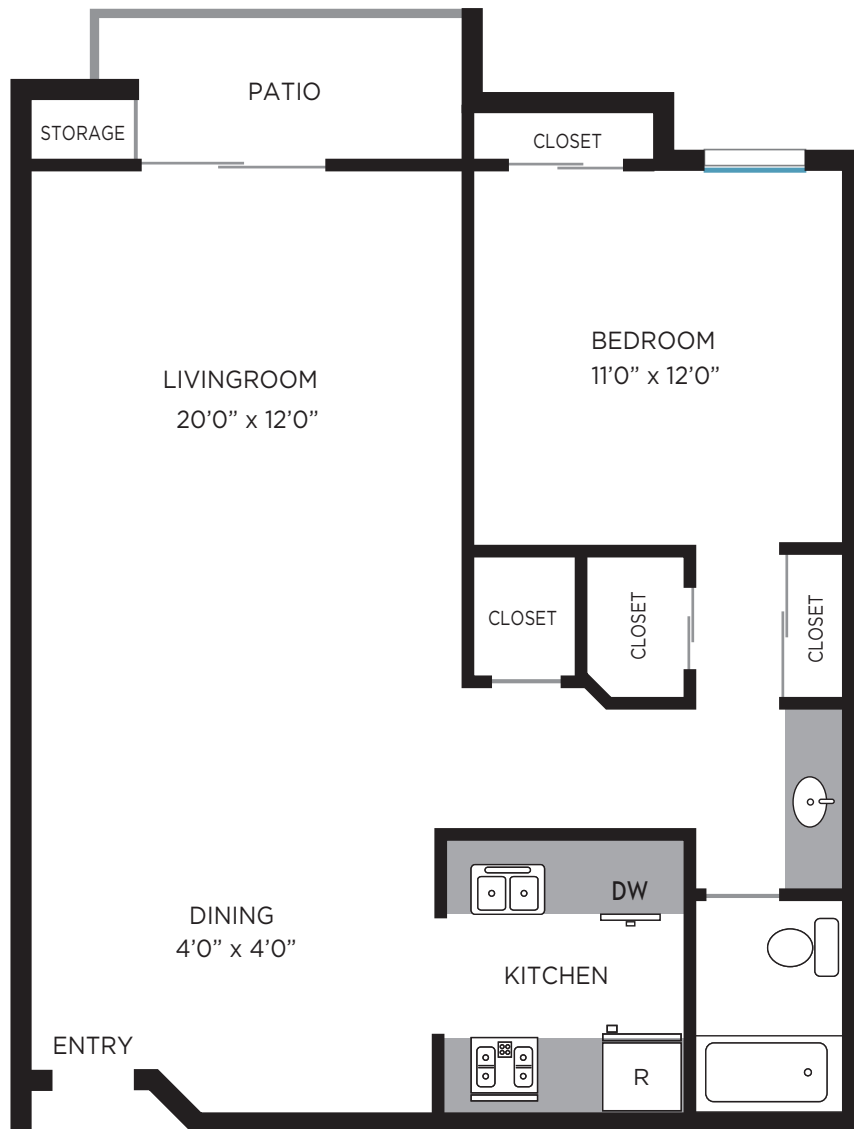 PATIO
STORAGE
CLOSET
BEDROOM
11’0” x 12’0”
LIVINGROOM
20’0” x 12’0”
CLOSET
CLOSET
CLOSET
DW
DINING
4’0” x 4’0”
KITCHEN
ENTRY
R